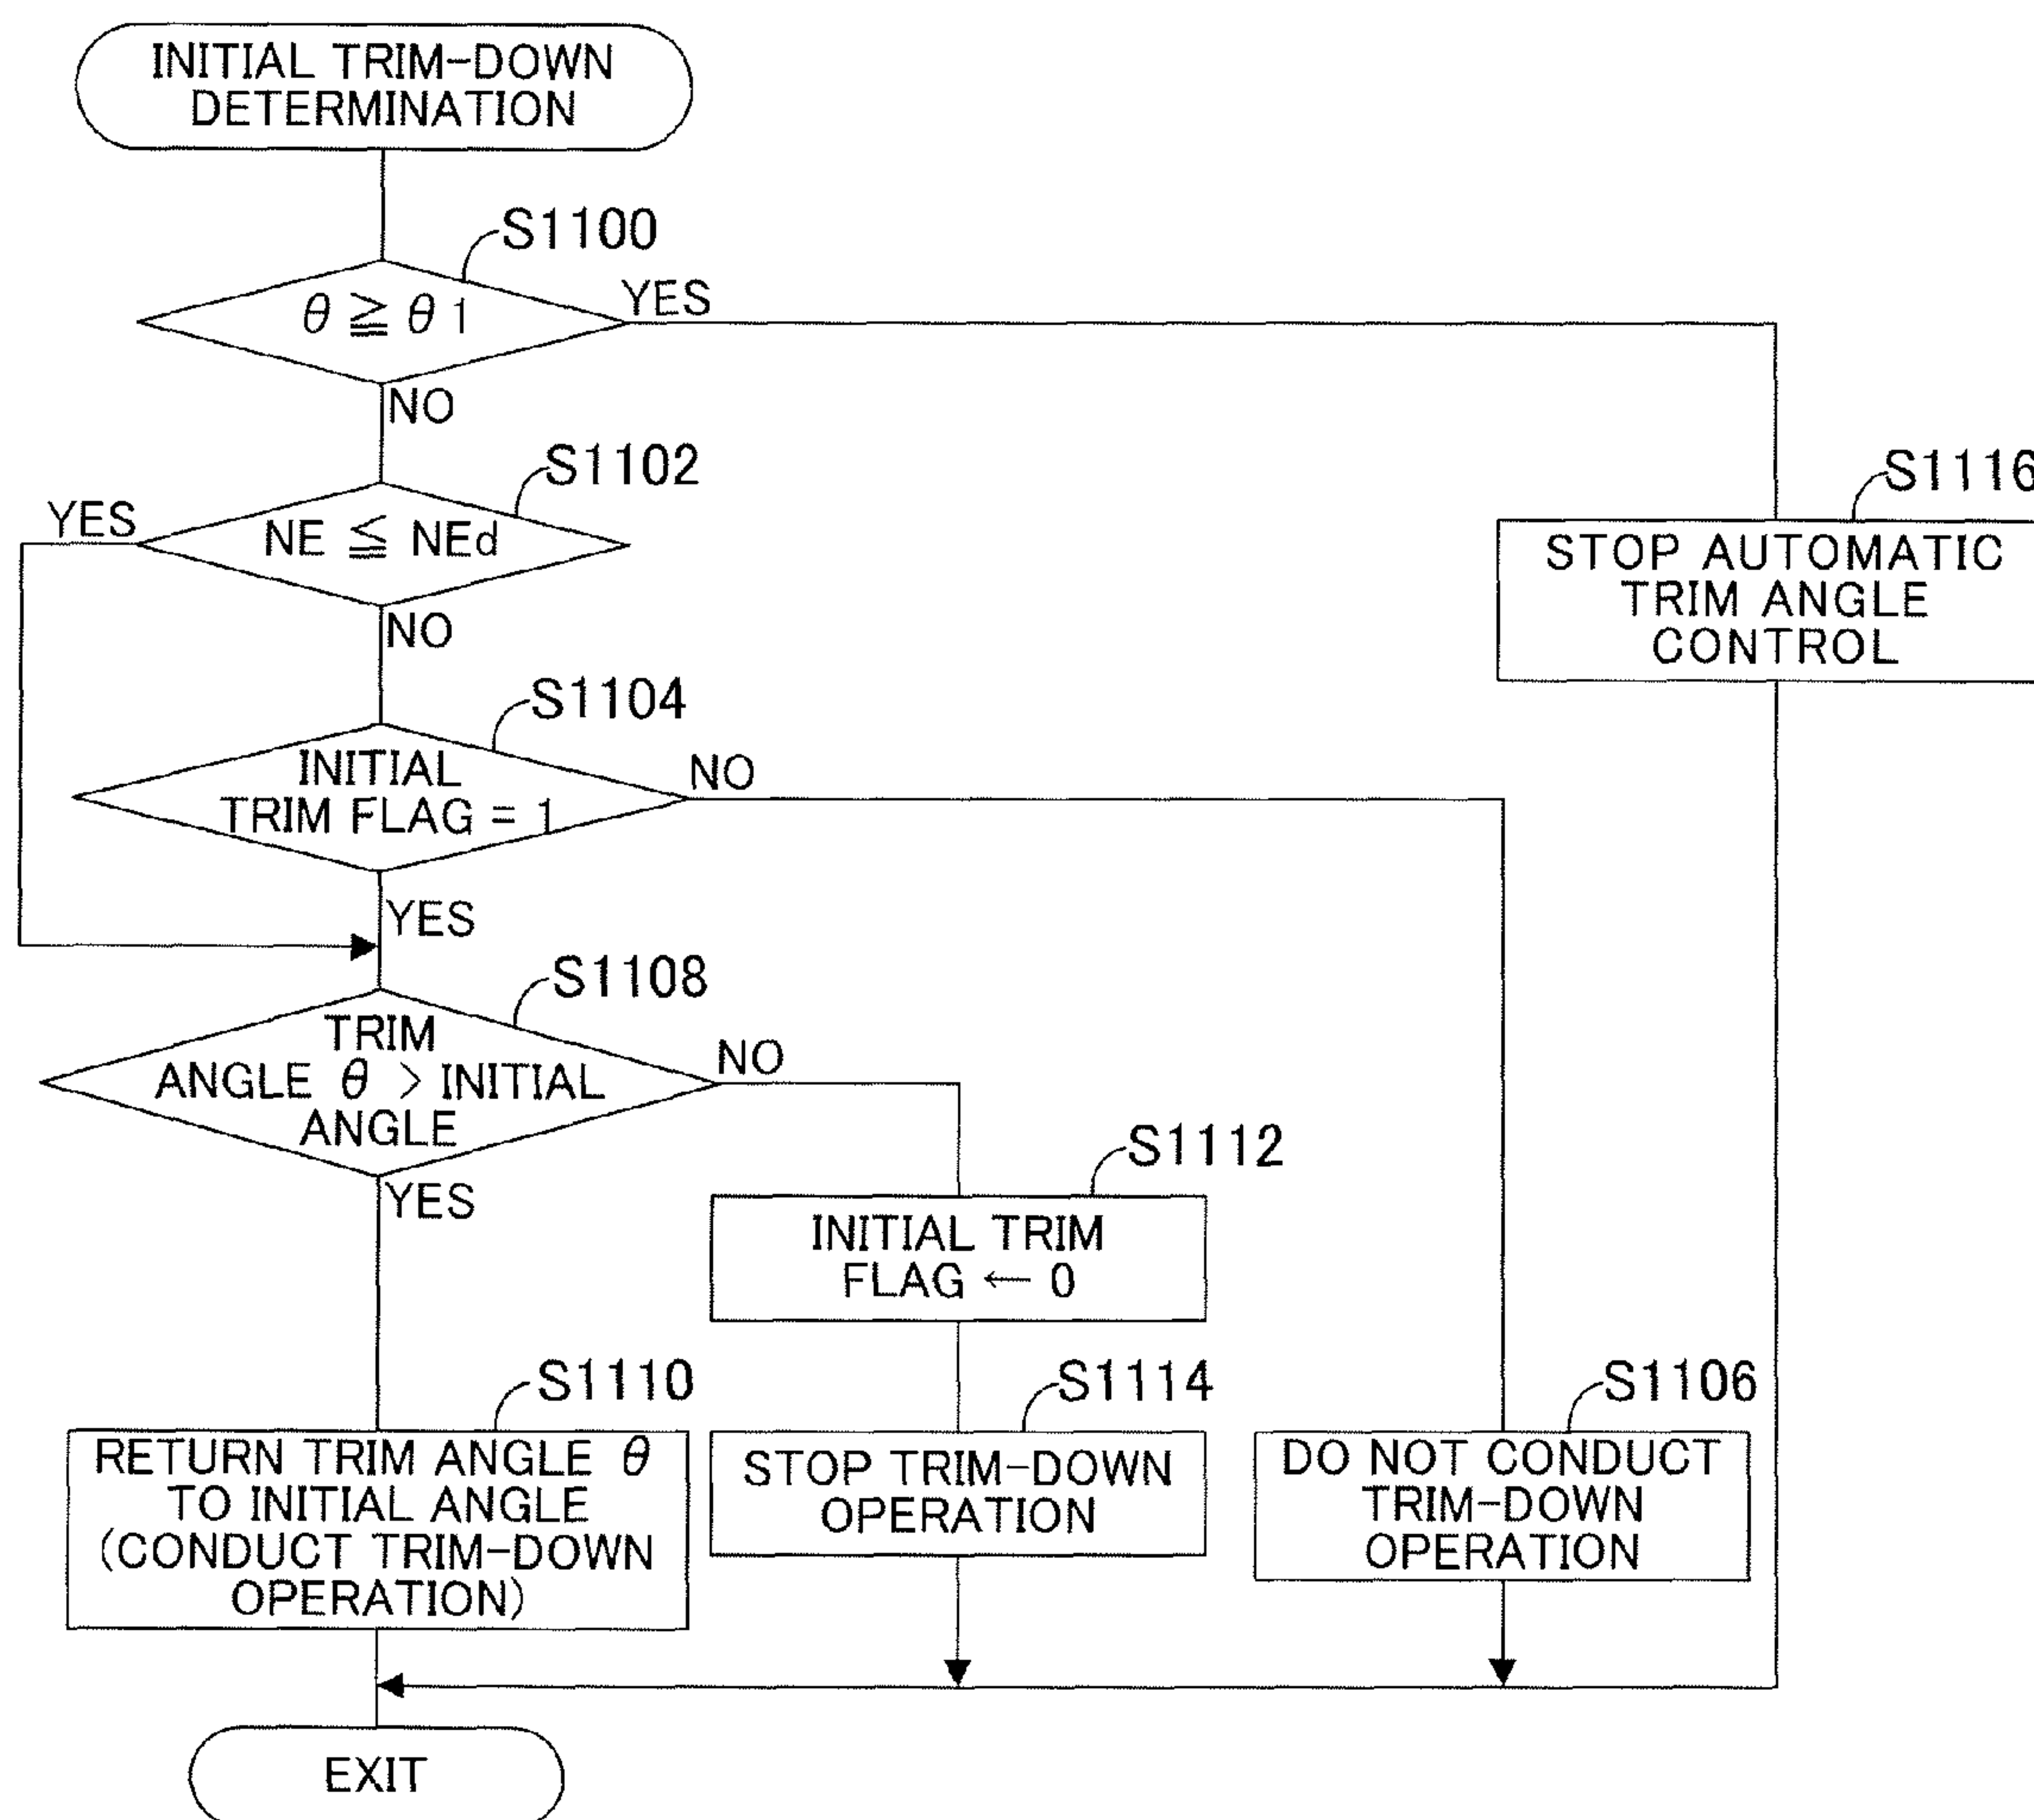 INITIAL TRIM-DOWN
DETERMINATION
S1100
θ ≧ θ1
YES
NO
S1102
YES
NE ≦ NEd
NO
S1116
STOP AUTOMATIC
TRIM ANGLE
CONTROL
S1104
INITIAL
TRIM FLAG = 1
NO
YES
S1108
TRIM
ANGLE θ > INITIAL
ANGLE
NO
YES
S1112
INITIAL TRIM
FLAG ← 0
S1110
RETURN TRIM ANGLE θ
TO INITIAL ANGLE
(CONDUCT TRIM-DOWN
OPERATION)
S1114
STOP TRIM-DOWN
OPERATION
S1106
DO NOT CONDUCT
TRIM-DOWN
OPERATION
EXIT